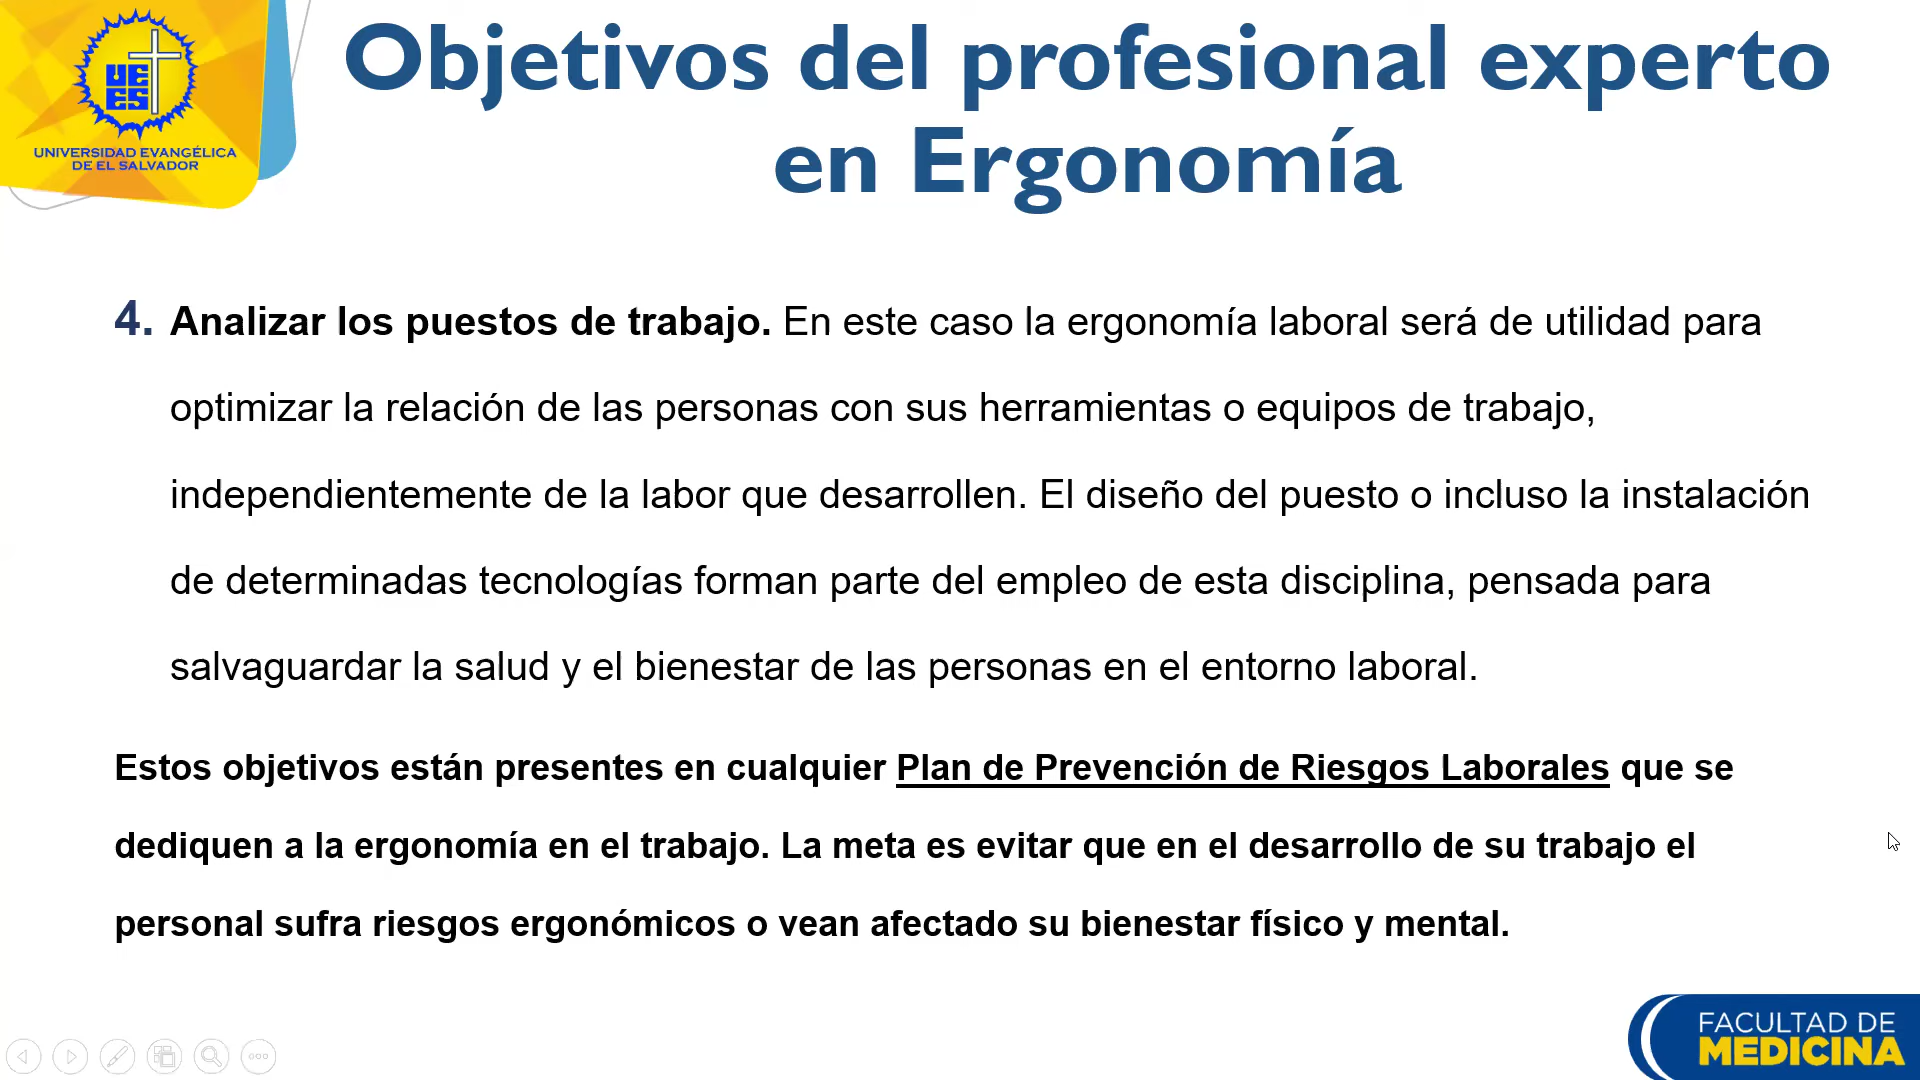 Objetivos del profesional experto
en Ergonomía
UEES
UNIVERSIDAD EVANGÉLICA
DE EL SALVADOR
4. Analizar los puestos de trabajo. En este caso la ergonomía laboral será de utilidad para
optimizar la relación de las personas con sus herramientas o equipos de trabajo,
independientemente de la labor que desarrollen. El diseño del puesto o incluso la instalación
de determinadas tecnologías forman parte del empleo de esta disciplina, pensada para
salvaguardar la salud y el bienestar de las personas en el entorno laboral.
Estos objetivos están presentes en cualquier Plan de Prevención de Riesgos Laborales que se
dediquen a la ergonomía en el trabajo. La meta es evitar que en el desarrollo de su trabajo el
personal sufra riesgos ergonómicos o vean afectado su bienestar físico y mental.
FACULTAD DE
MEDICINA